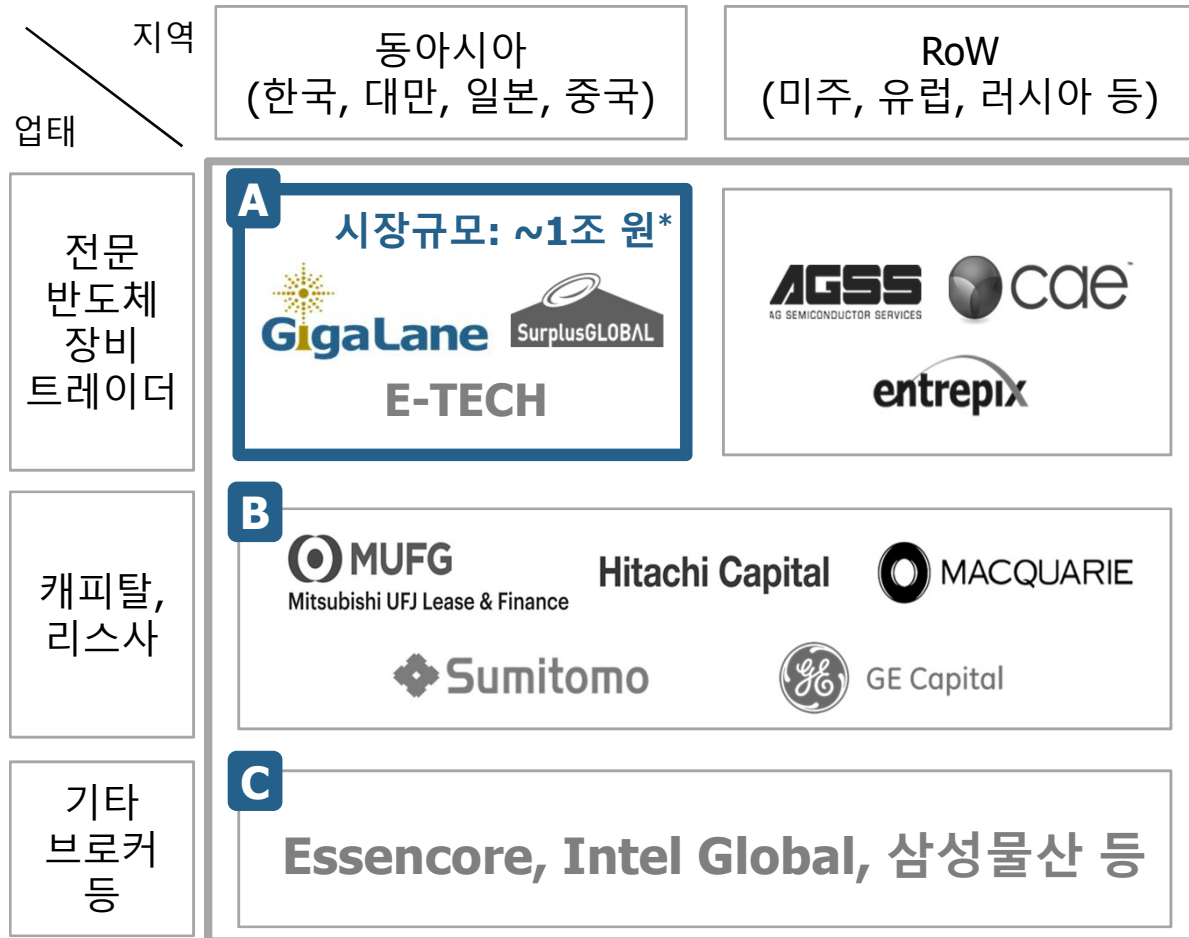 지역
업태
동아시아
(한국, 대만, 일본, 중국)
RoW
(미주, 유럽, 러시아 등)
전문
반도체
장비
트레이더
A
시장규모: ~1조 원*
GigaLane
SurplusGLOBAL
E-TECH
AGSS
AG SEMICONDUCTOR SERVICES
cae™
entrepix
캐피탈,
리스사
B
MUFG
Mitsubishi UFJ Lease & Finance
Hitachi Capital
MACQUARIE
Sumitomo
GE
GE Capital
기타
브로커
등
C
Essencore, Intel Global, 삼성물산 등